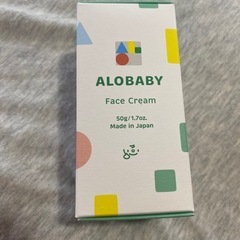 ALOBABY
Face Cream
50g/1.7oz.
Made in Japan